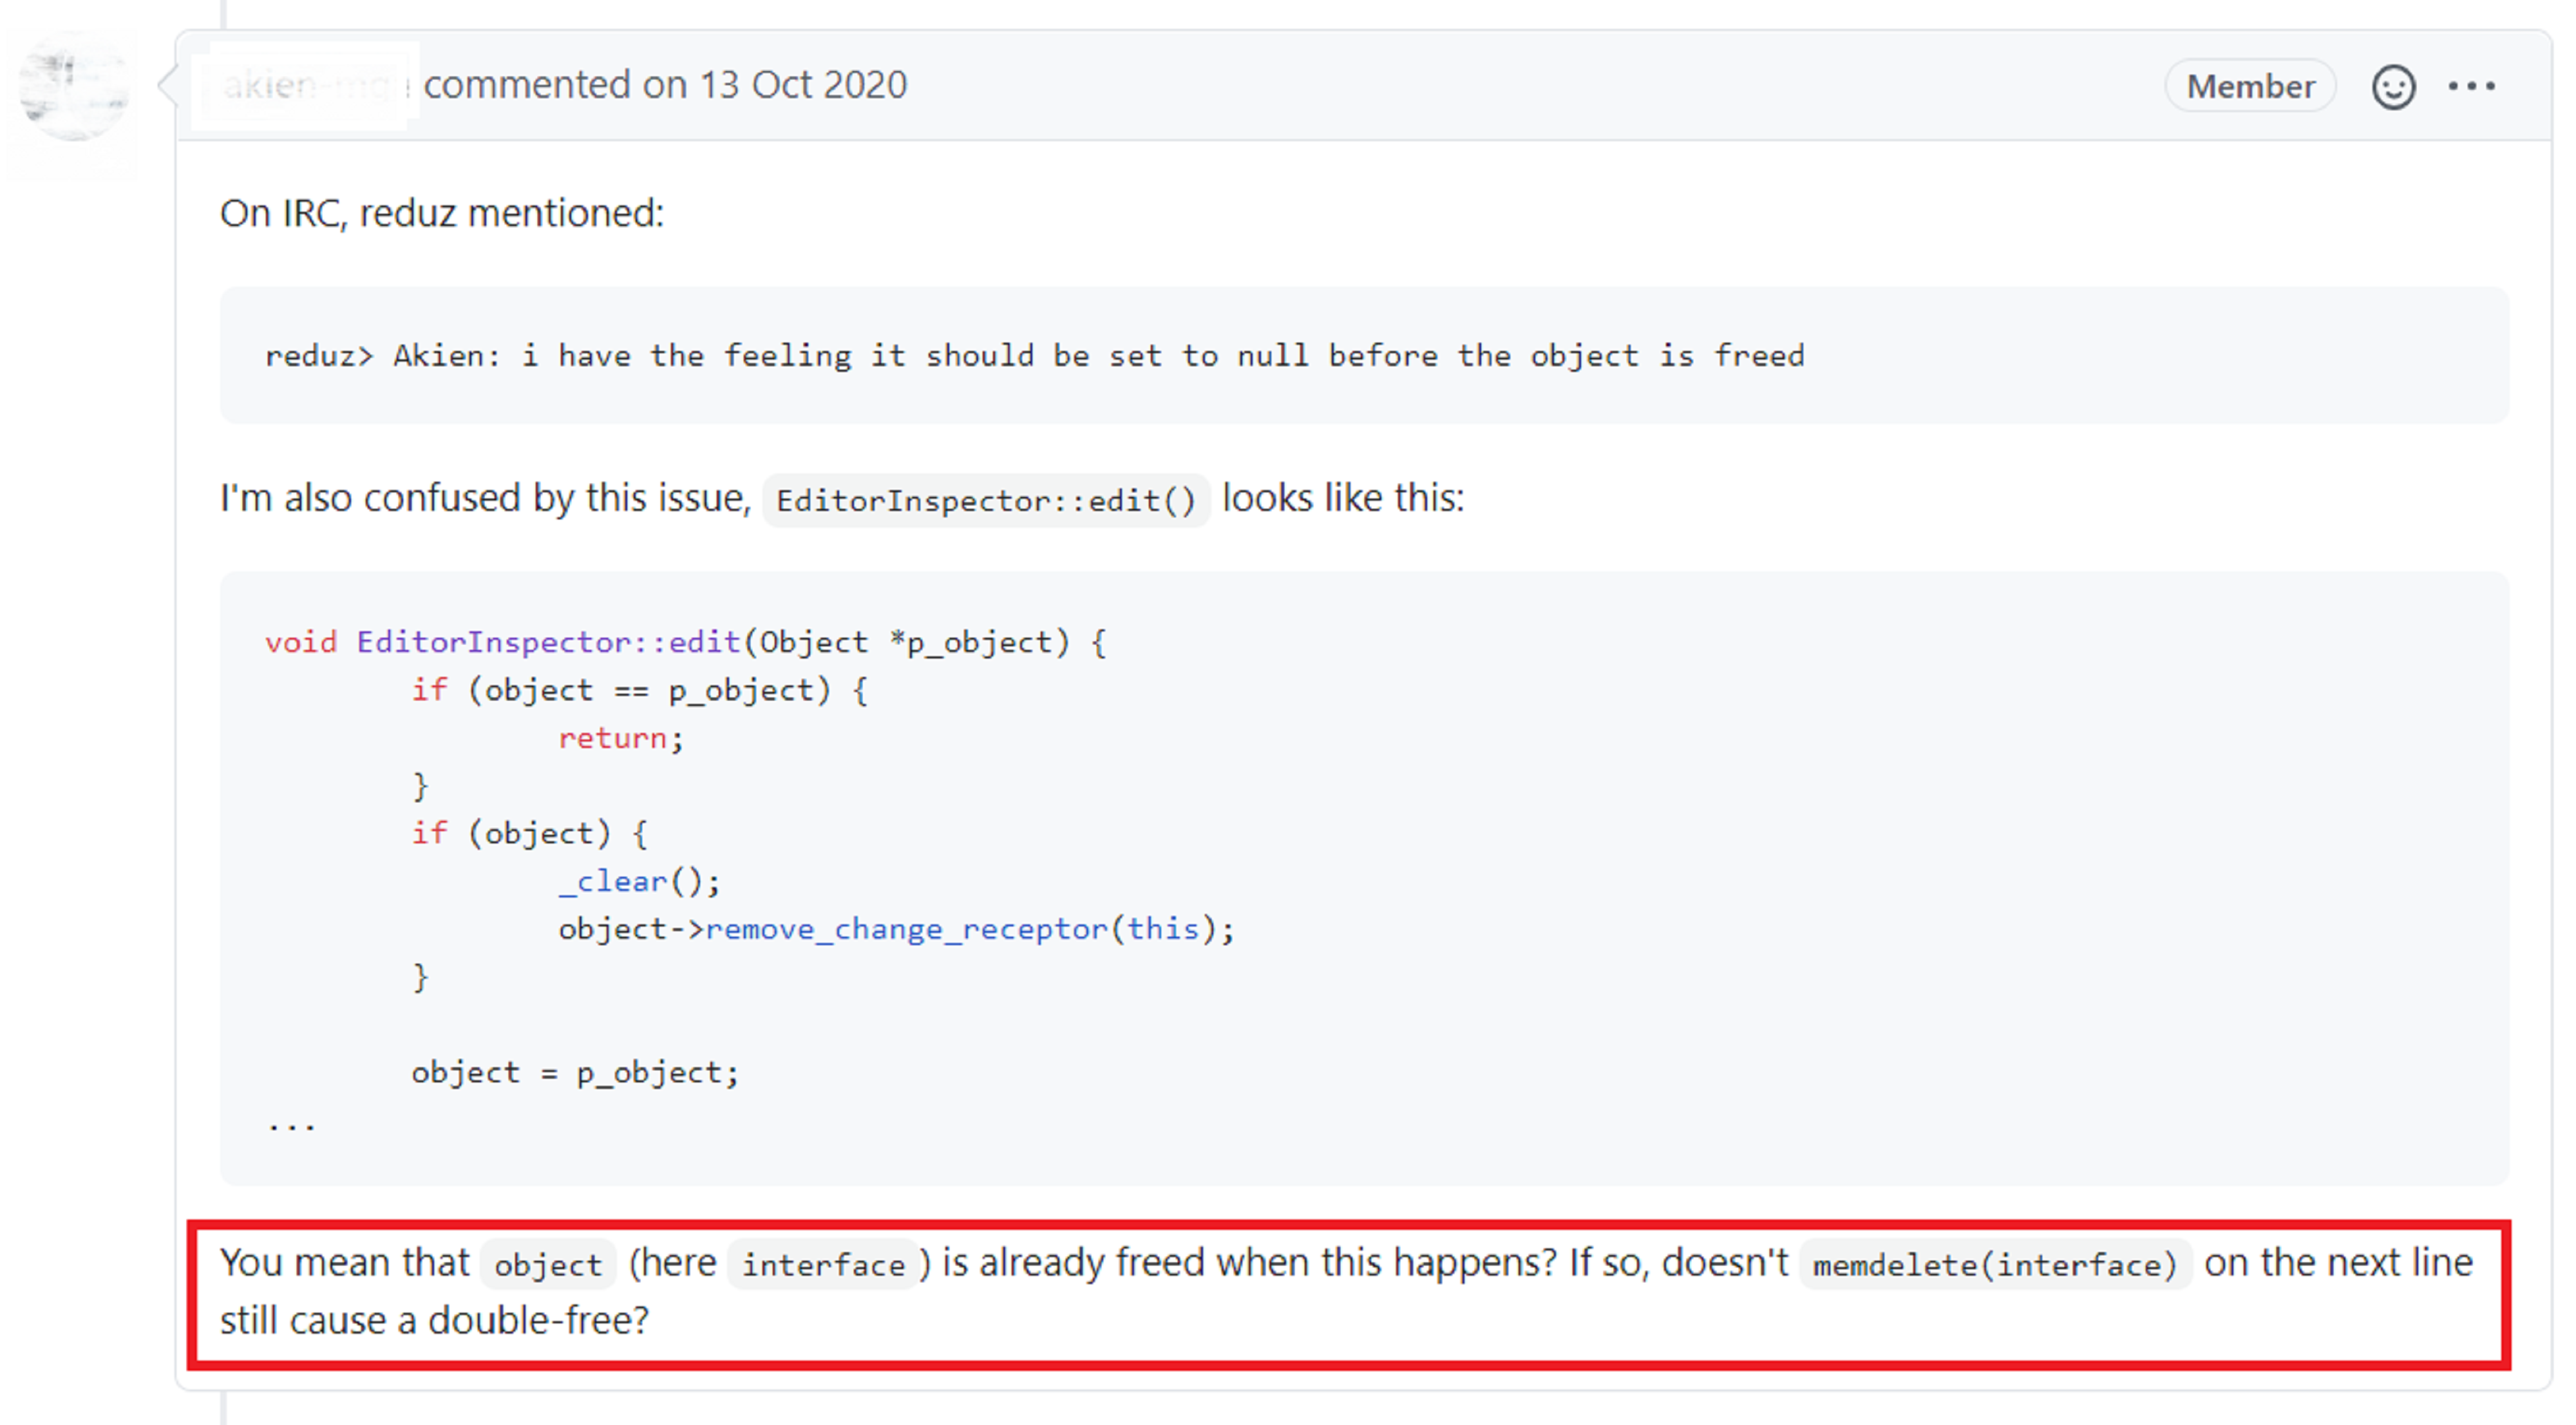 commented on 13 Oct 2020 Member
On IRC, reduz mentioned:
reduz> Akien: i have the feeling it should be set to null before the object is freed
I'm also confused by this issue, EditorInspector::edit() looks like this:
void EditorInspector::edit(Object *p_object) {
if (object == p_object) {
return;
}
if (object) {
_clear();
object->remove_change_receptor(this);
}
object = p_object;
...
You mean that object (here interface) is already freed when this happens? If so, doesn't memdelete(interface) on the next line
still cause a double-free?